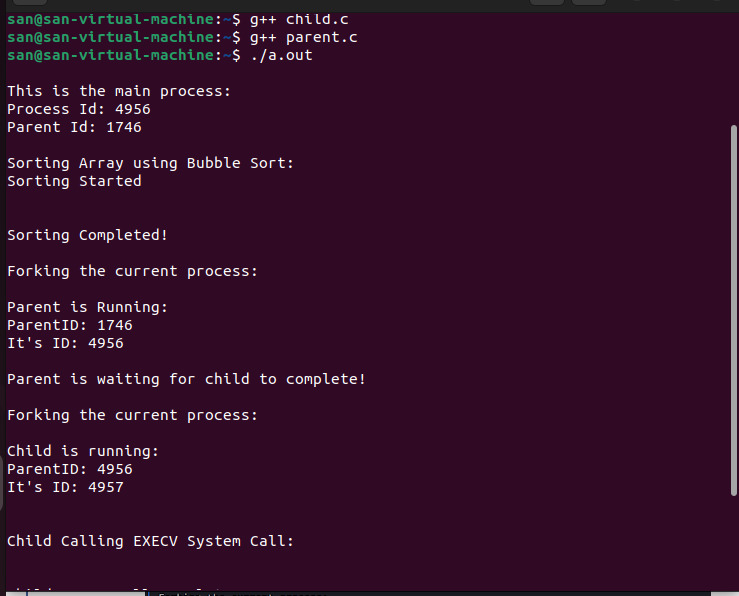 san@san-virtual-machine:~$ g++ child.c
san@san-virtual-machine:~$ g++ parent.c
san@san-virtual-machine:~$ ./a.out
This is the main process:
Process Id: 4956
Parent Id: 1746
Sorting Array using Bubble Sort:
Sorting Started
Sorting Completed!
Forking the current process:
Parent is Running:
ParentID: 1746
It's ID: 4956
Parent is waiting for child to complete!
Forking the current process:
Child is running:
ParentID: 4956
It's ID: 4957
Child Calling EXECV System Call: